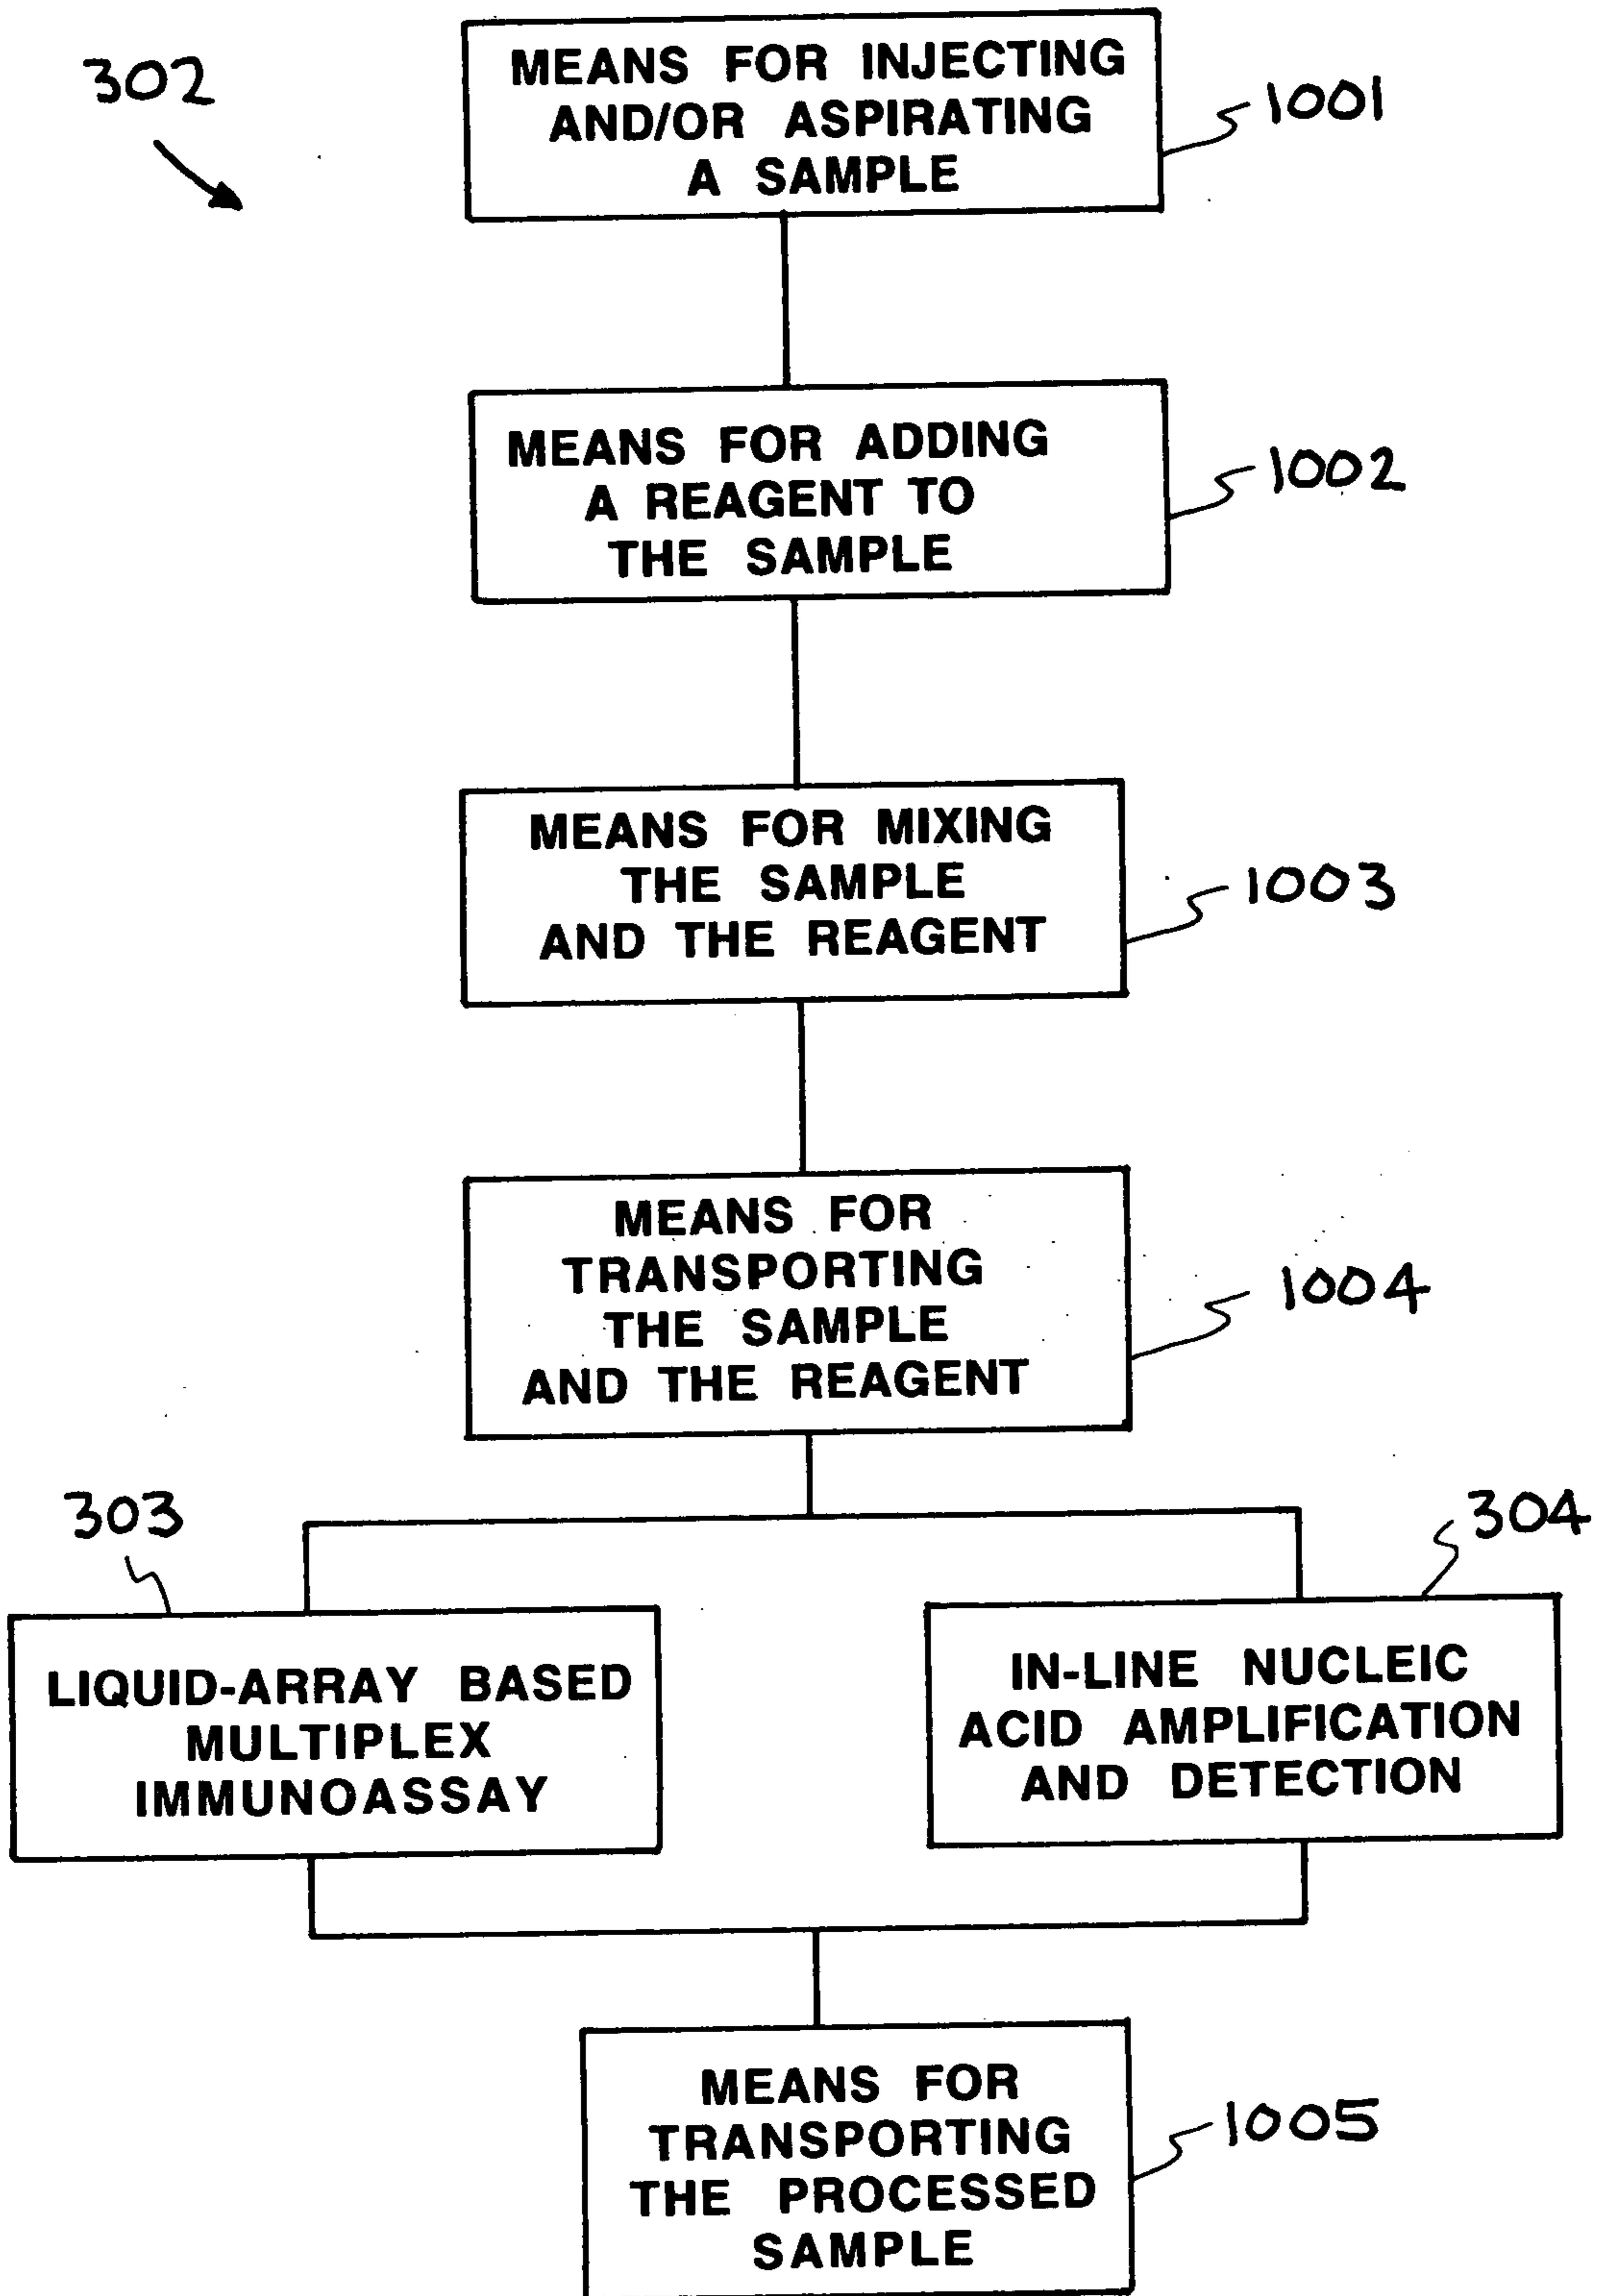 302
MEANS FOR INJECTING
AND/OR ASPIRATING
A SAMPLE
1001
MEANS FOR ADDING
A REAGENT TO
THE SAMPLE
1002
MEANS FOR MIXING
THE SAMPLE
AND THE REAGENT
1003
MEANS FOR
TRANSPORTING
THE SAMPLE
AND THE REAGENT
1004
303
LIQUID-ARRAY BASED
MULTIPLEX
IMMUNOASSAY
304
IN-LINE NUCLEIC
ACID AMPLIFICATION
AND DETECTION
MEANS FOR
TRANSPORTING
THE PROCESSED
SAMPLE
1005